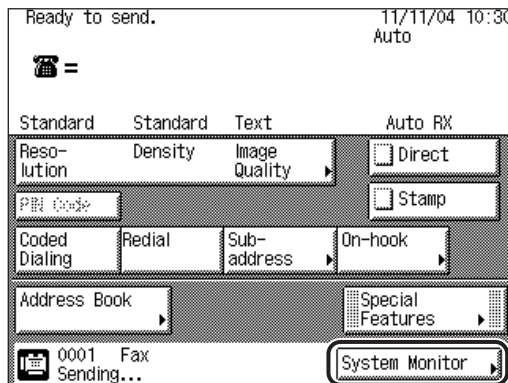 Ready to send. 11/11/04 10:30
Auto
=
Standard Standard Text Auto RX
Reso-
lution
Density
Image
Quality
Direct
PIN Code
Stamp
Coded
Dialing
Redial
Sub-
address
On-hook
Address Book
Special
Features
0001 Fax
Sending...
System Monitor